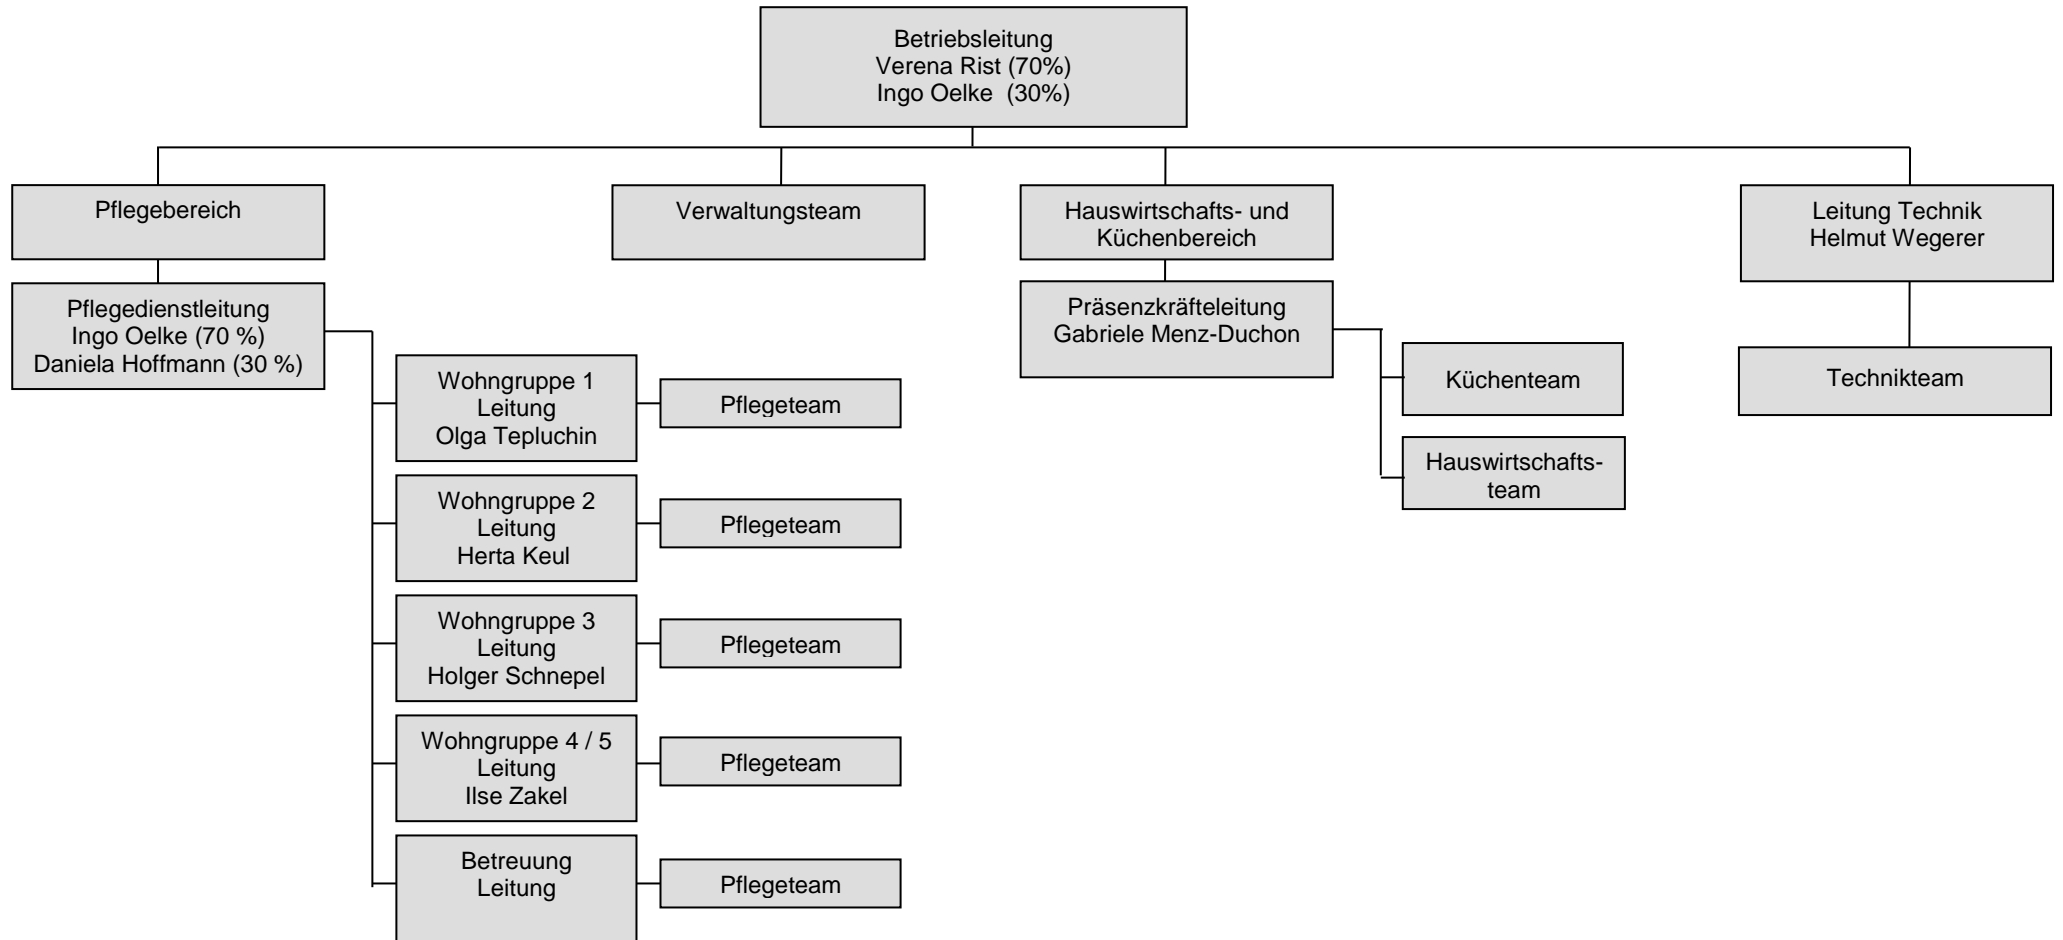 Betriebsleitung
Verena Rist (70%)
Ingo Oelke  (30%)
Pflegebereich
Verwaltungsteam
Hauswirtschafts- und
Küchenbereich
Leitung Technik
Helmut Wegerer
Pflegedienstleitung
Ingo Oelke (70 %)
Daniela Hoffmann (30 %)
Präsenzkräfteleitung
Gabriele Menz-Duchon
Küchenteam
Hauswirtschafts-
team
Technikteam
Wohngruppe 1
Leitung
Olga Tepluchin
Pflegeteam
Wohngruppe 2
Leitung
Herta Keul
Pflegeteam
Wohngruppe 3
Leitung
Holger Schnepel
Pflegeteam
Wohngruppe 4 / 5
Leitung
Ilse Zakel
Pflegeteam
Betreuung
Leitung
Pflegeteam